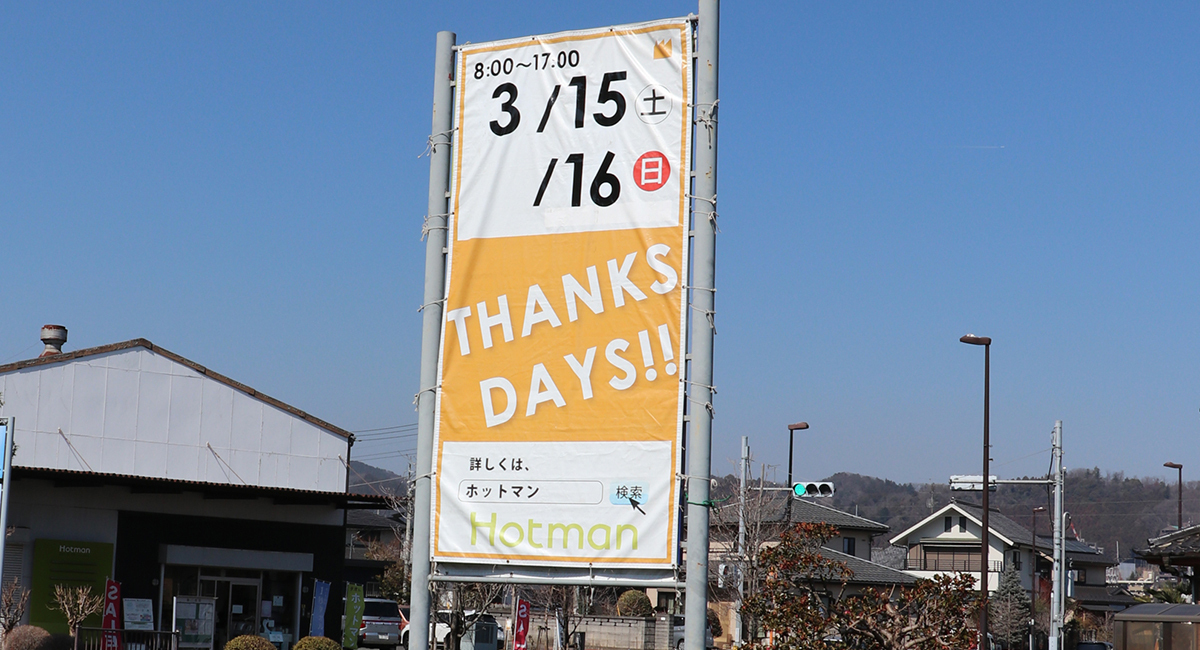 8:00〜17:00
3/15 土
/16 日
THANKS
DAYS!!
詳しくは、
ホットマン 検索
Hotman
Hotman
SALE